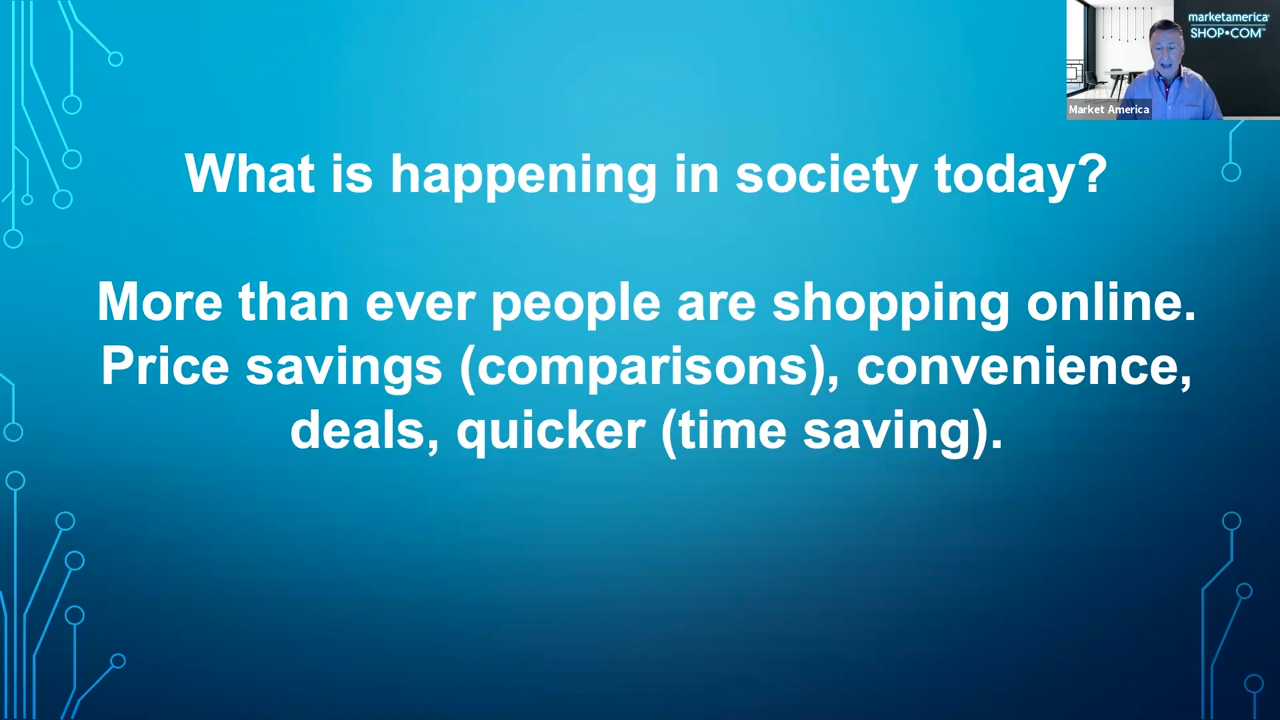 marketamerica
SHOP•COM™
Market America
What is happening in society today?
More than ever people are shopping online.
Price savings (comparisons), convenience,
deals, quicker (time saving).